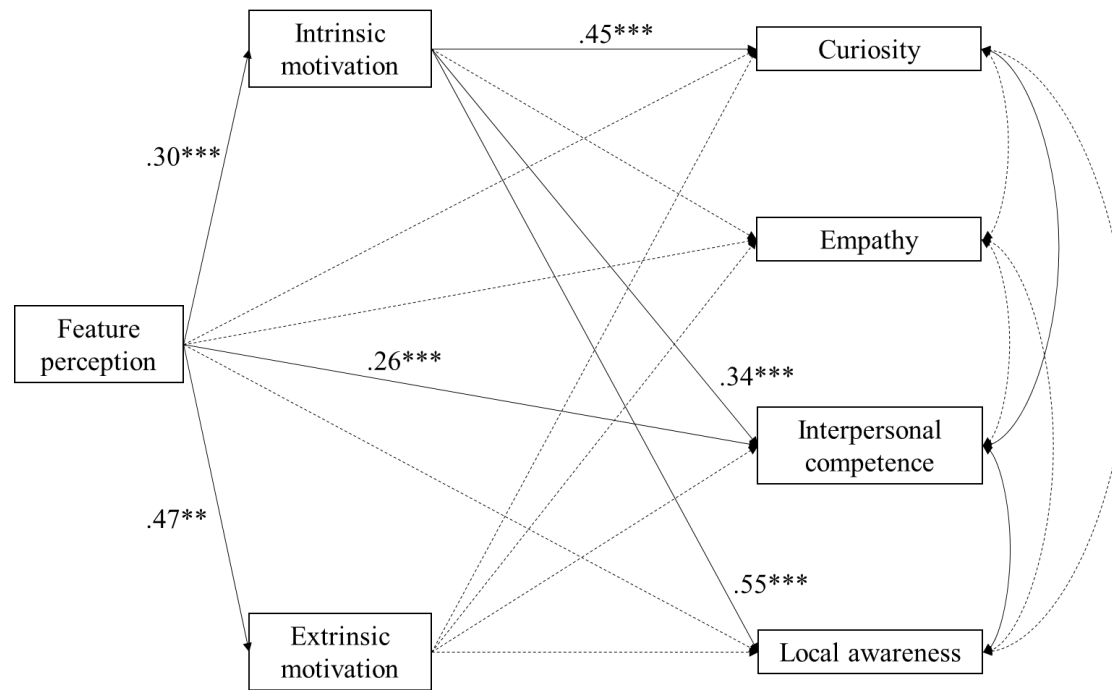 Intrinsic
motivation
.45***
Curiosity
.30***
Empathy
Feature
perception
.26***
.34***
Interpersonal
competence
.47**
.55***
Extrinsic
motivation
Local awareness